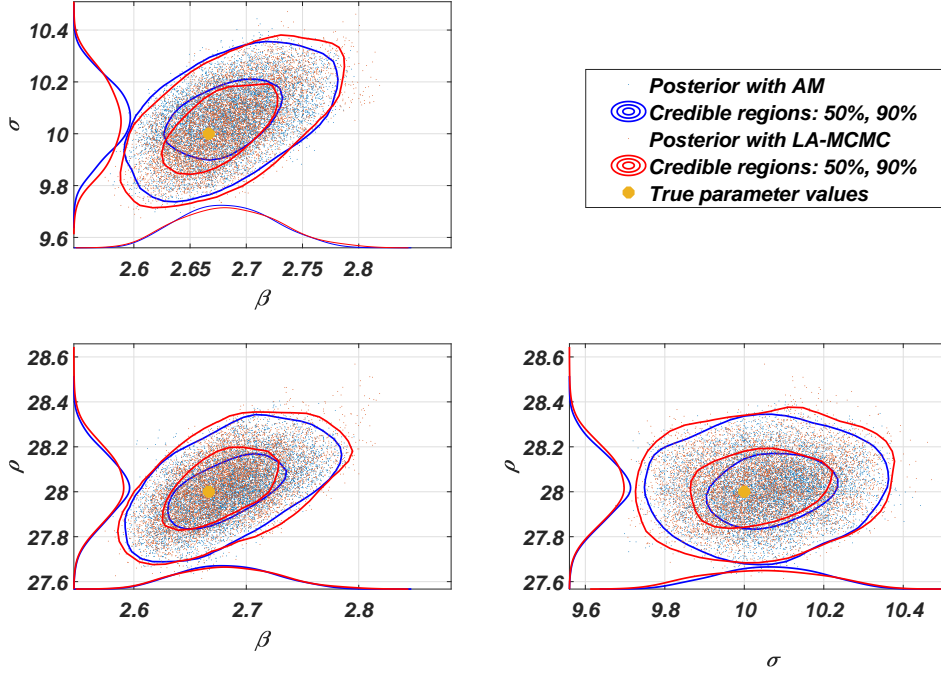 10.4
10.2
10
9.8
9.6
σ
2.6 2.65 2.7 2.75 2.8
β
Posterior with AM
Credible regions: 50%, 90%
Posterior with LA-MCMC
Credible regions: 50%, 90%
True parameter values
28.6
28.4
28.2
28
27.8
27.6
ρ
2.6 2.7 2.8
β
28.6
28.4
28.2
28
27.8
27.6
ρ
9.6 9.8 10 10.2 10.4
σ